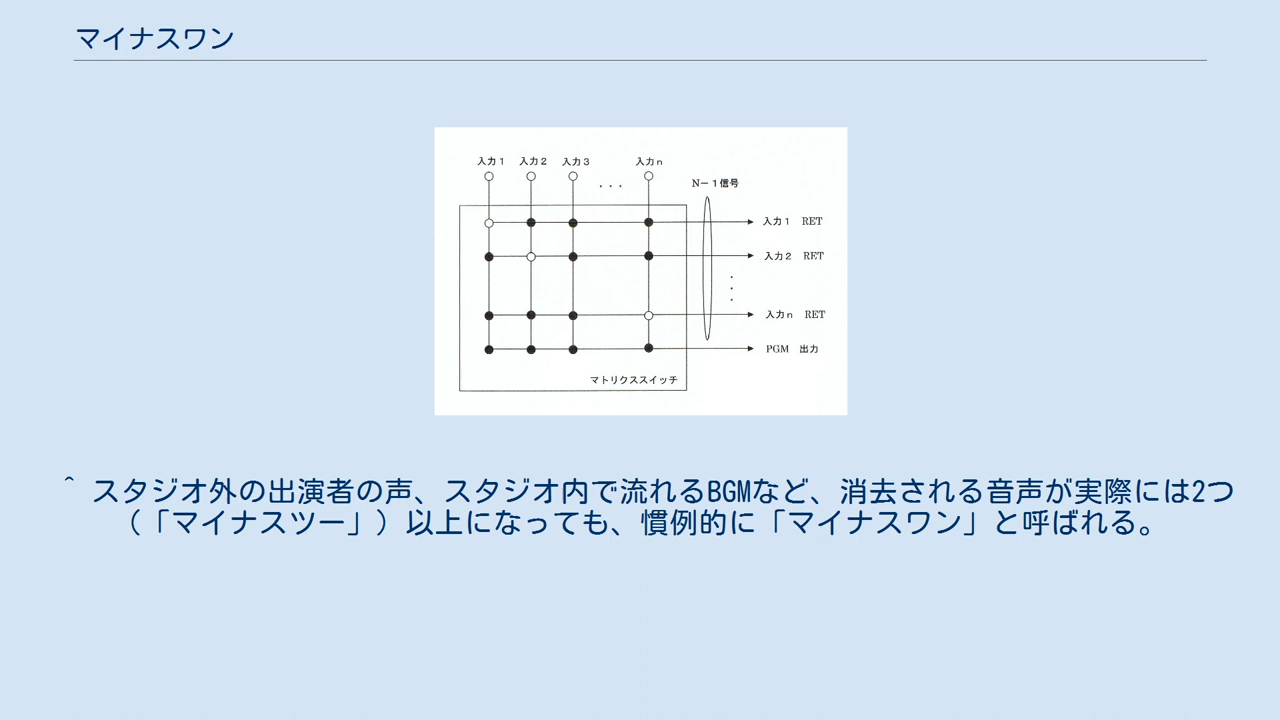 マイナスワン
入力1 入力2 入力3 ・・・ 入力n
N－1信号
入力1 RET
入力2 RET
入力n RET
PGM 出力
マトリクススイッチ
^ スタジオ外の出演者の声、スタジオ内で流れるBGMなど、消去される音声が実際には2つ
（「マイナスツー」）以上になっても、慣例的に「マイナスワン」と呼ばれる。